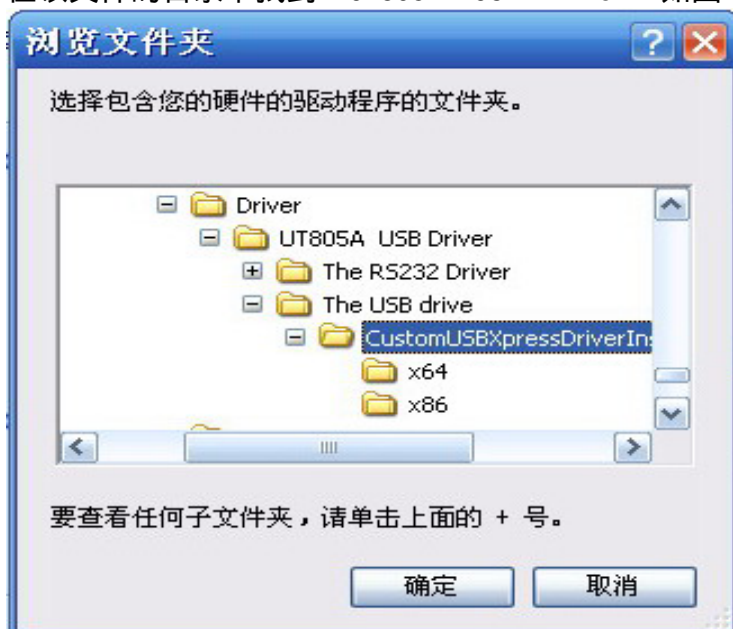 浏览文件夹
选择包含您的硬件的驱动程序的文件夹。
Driver
UT805A USB Driver
The RS232 Driver
The USB drive
CustomUSBXpressDriverIn
x64
x86
要查看任何子文件夹，请单击上面的 + 号。
确定 取消